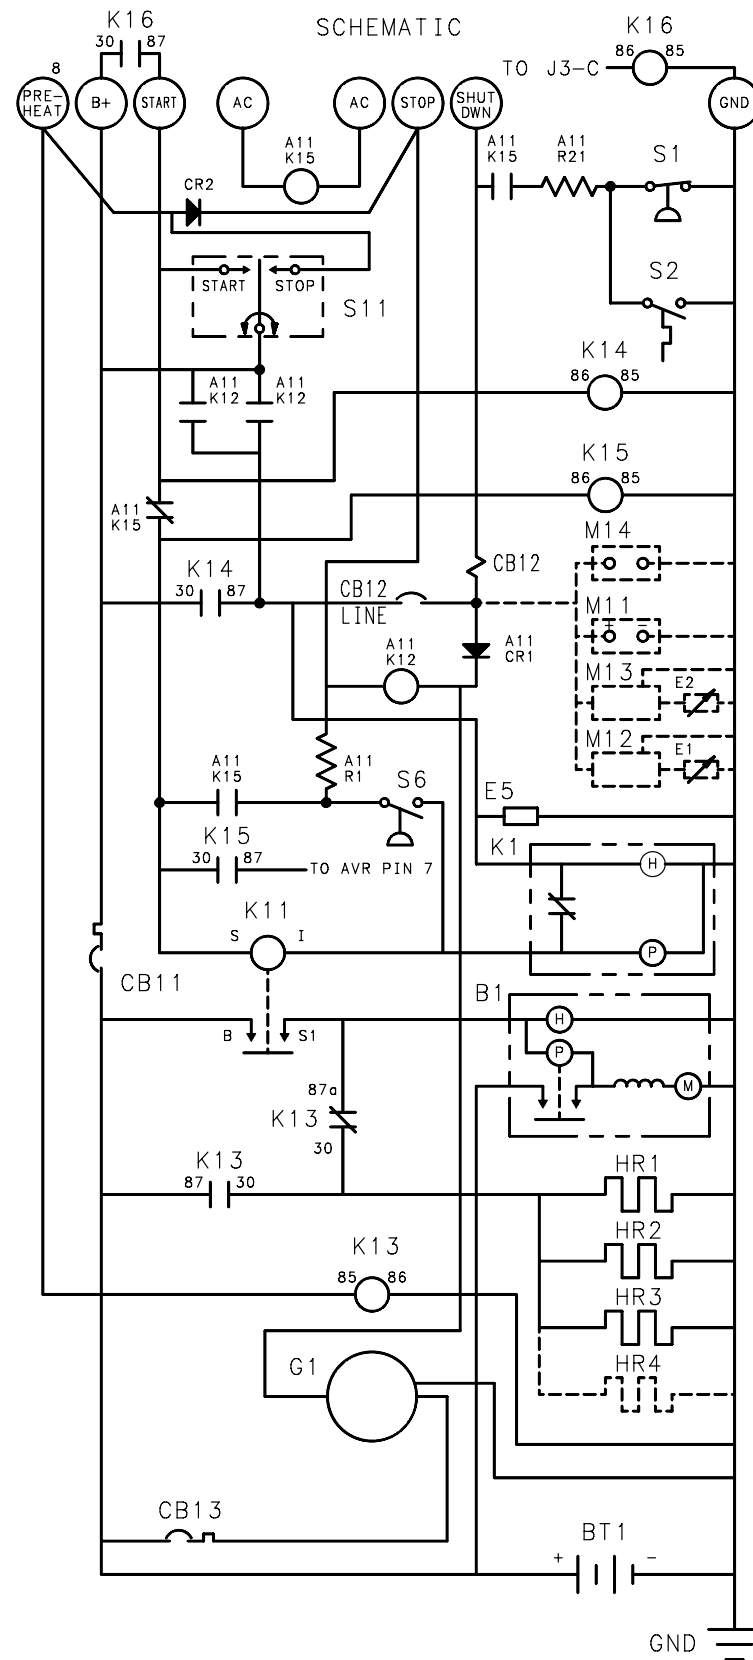 SCHEMATIC
K16
30 87
K16
86 85
TO J3-C
8
PRE-
HEAT
B+
START
AC
AC
STOP
SHUT
DWN
GND
A11
K15
A11
K15
A11
R21
S1
CR2
S2
START
STOP
S11
K14
86 85
A11
K12
A11
K12
K15
86 85
A11
K15
M14
K14
30 87
CB12
LINE
CB12
M11
+ −
A11
K12
A11
CR1
M13
E2
M12
E1
A11
K15
A11
R1
S6
E5
K15
30 87
TO AVR PIN 7
K1
H
K11
S I
P
CB11
B1
B S1
H
P
M
87a
K13
30
K13
87 30
HR1
HR2
K13
85 86
HR3
G1
HR4
CB13
BT1
+ −
GND